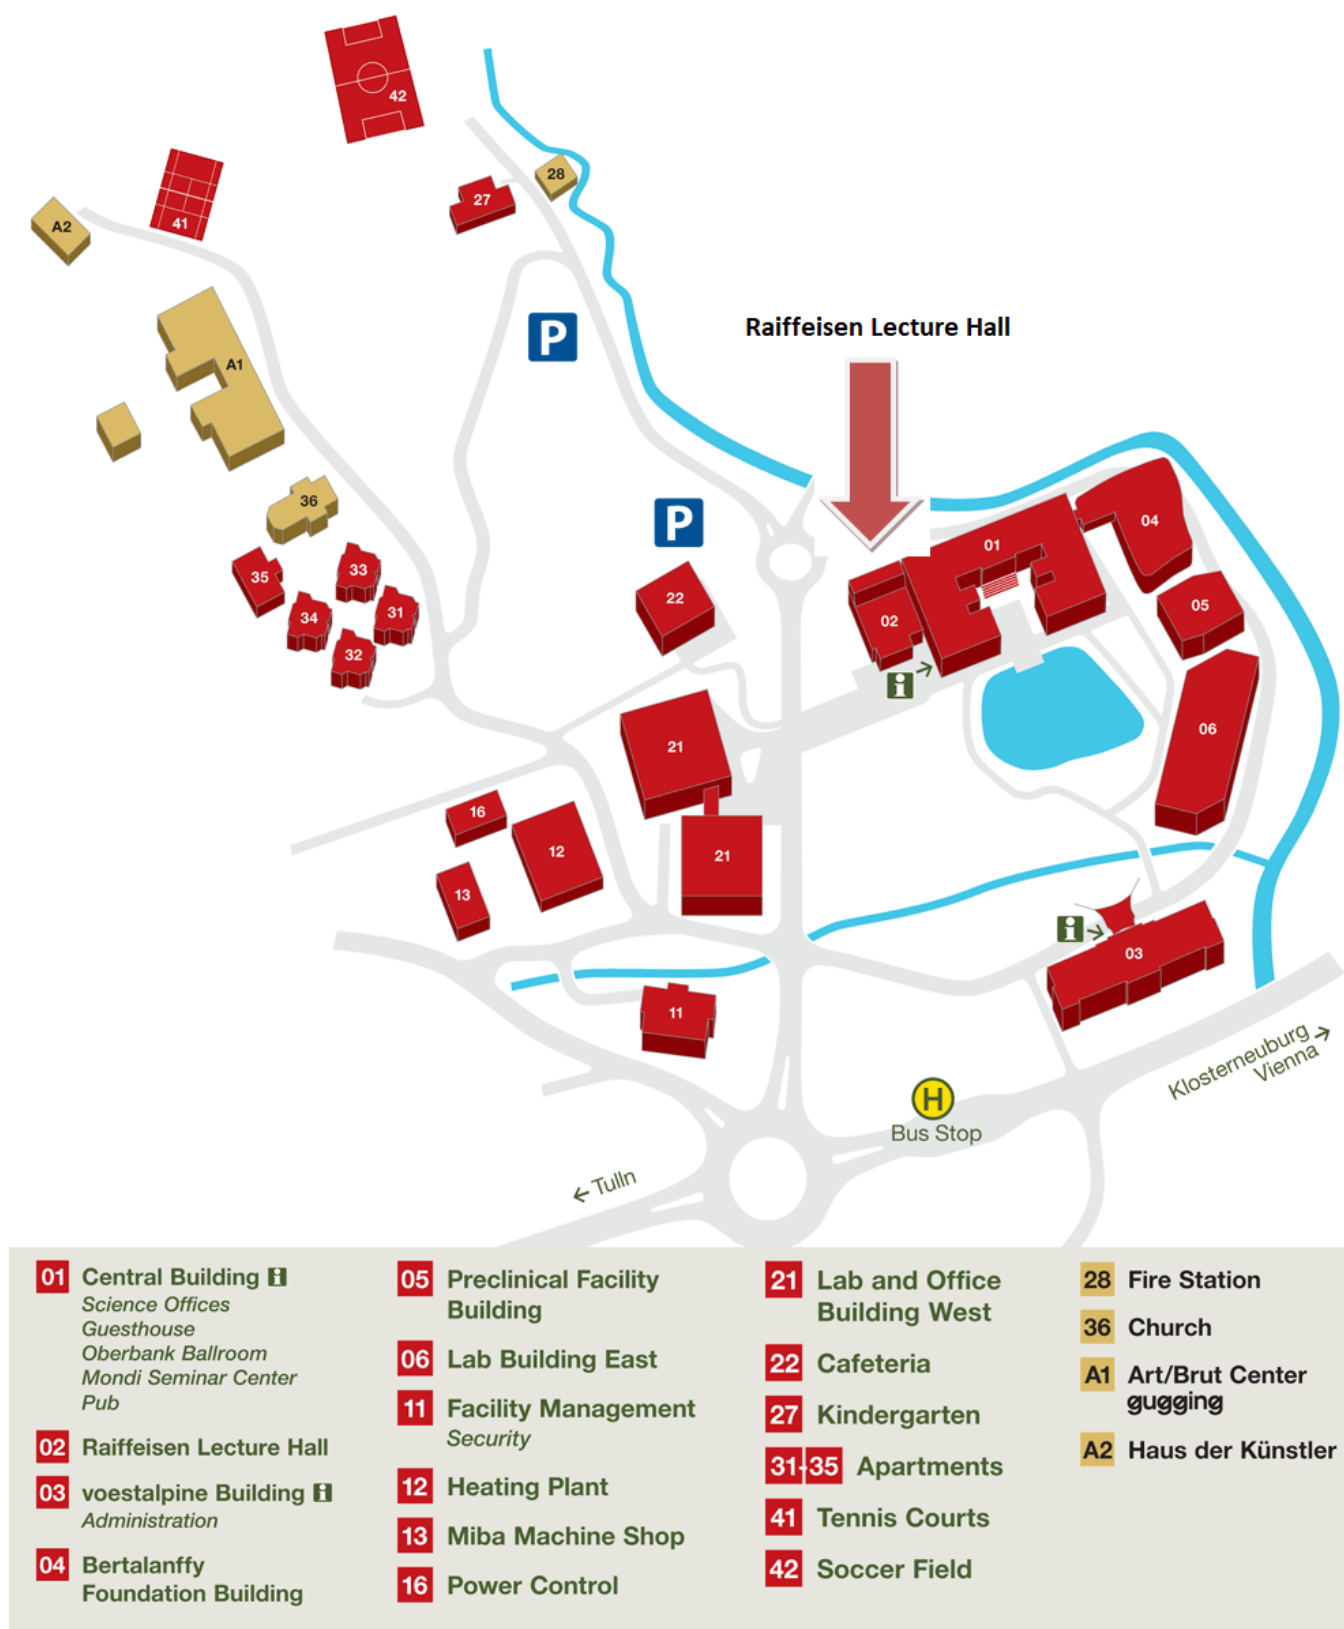 42
41
A2
27
28
P
Raiffeisen Lecture Hall
A1
36
P
35
33
34
31
32
22
01
04
02
05
i
21
06
16
12
21
13
i
03
11
Klosterneuburg
Vienna
H
Bus Stop
Tulln
01 Central Building i
Science Offices
Guesthouse
Oberbank Ballroom
Mondi Seminar Center
Pub
02 Raiffeisen Lecture Hall
03 voestalpine Building i
Administration
04 Bertalanffy
Foundation Building
05 Preclinical Facility
Building
06 Lab Building East
11 Facility Management
Security
12 Heating Plant
13 Miba Machine Shop
16 Power Control
21 Lab and Office
Building West
22 Cafeteria
27 Kindergarten
31-35 Apartments
41 Tennis Courts
42 Soccer Field
28 Fire Station
36 Church
A1 Art/Brut Center
gugging
A2 Haus der Künstler